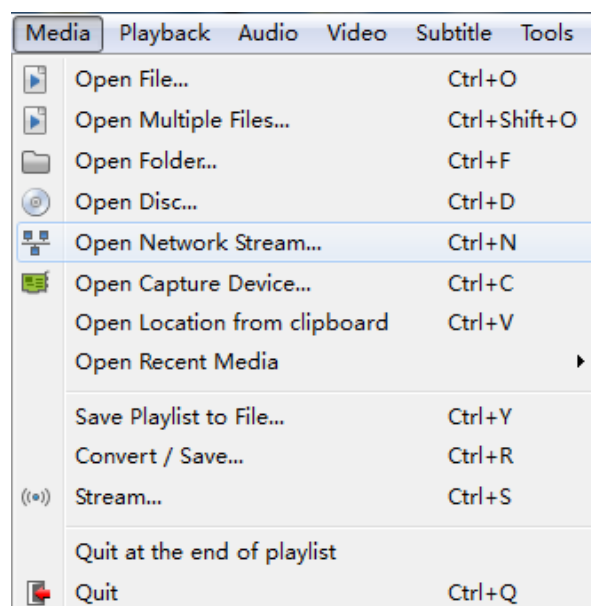 Media Playback Audio Video Subtitle Tools
Open File... Ctrl+O
Open Multiple Files... Ctrl+Shift+O
Open Folder... Ctrl+F
Open Disc... Ctrl+D
Open Network Stream... Ctrl+N
Open Capture Device... Ctrl+C
Open Location from clipboard Ctrl+V
Open Recent Media
Save Playlist to File... Ctrl+Y
Convert / Save... Ctrl+R
Stream... Ctrl+S
Quit at the end of playlist
Quit Ctrl+Q